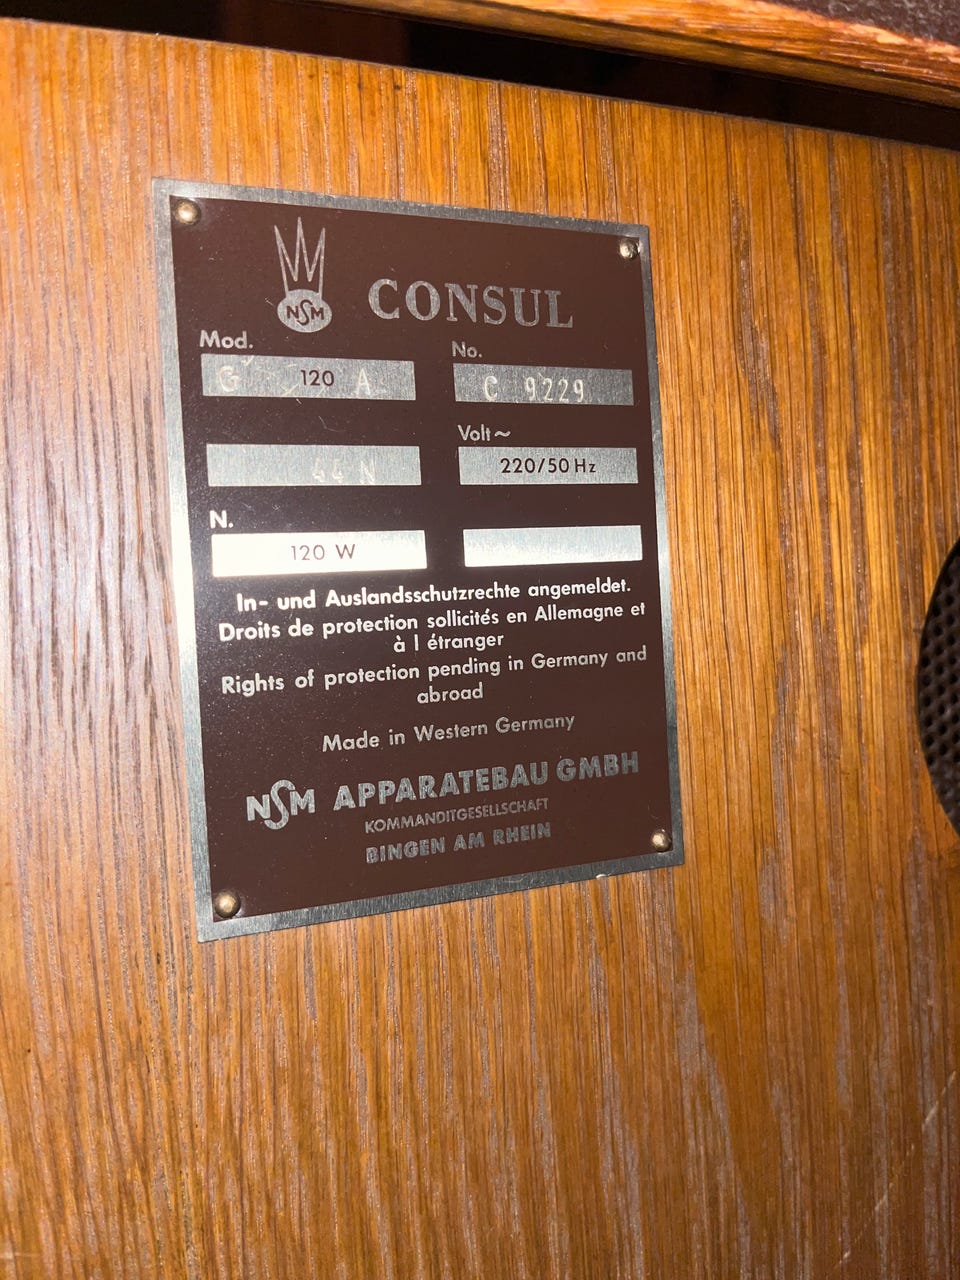 NSM
CONSUL
Mod.
No.
G 120 A
C 9229
Volt ~
44 N
220/50 Hz
N.
120 W
In- und Auslandsschutzrechte angemeldet.
Droits de protection sollicités en Allemagne et
à l étranger
Rights of protection pending in Germany and
abroad
Made in Western Germany
NSM APPARATEBAU GMBH
KOMMANDITGESELLSCHAFT
BINGEN AM RHEIN